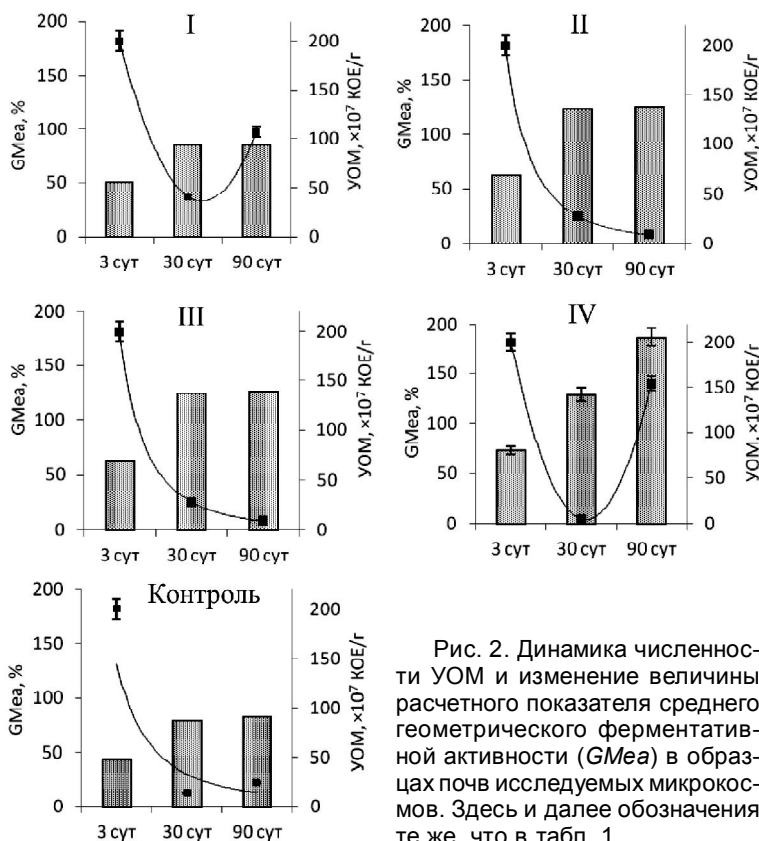 I
GMea, %
200
150
100
50
0
УОМ, ×10⁷ КОЕ/г
200
150
100
50
0
3 сут 30 сут 90 сут
II
GMea, %
200
150
100
50
0
УОМ, ×10⁷ КОЕ/г
200
150
100
50
0
3 сут 30 сут 90 сут
III
GMea, %
200
150
100
50
0
УОМ, ×10⁷ КОЕ/г
200
150
100
50
0
3 сут 30 сут 90 сут
IV
GMea, %
200
150
100
50
0
УОМ, ×10⁷ КОЕ/г
200
150
100
50
0
3 сут 30 сут 90 сут
Контроль
GMea, %
200
150
100
50
0
УОМ, ×10⁷ КОЕ/г
200
150
100
50
0
3 сут 30 сут 90 сут
Рис. 2. Динамика численнос-
ти УОМ и изменение величины
расчетного показателя среднего
геометрического ферментатив-
ной активности (GMea) в образ-
цах почв исследуемых микрокос-
мов. Здесь и далее обозначения
те же, что в табл. 1